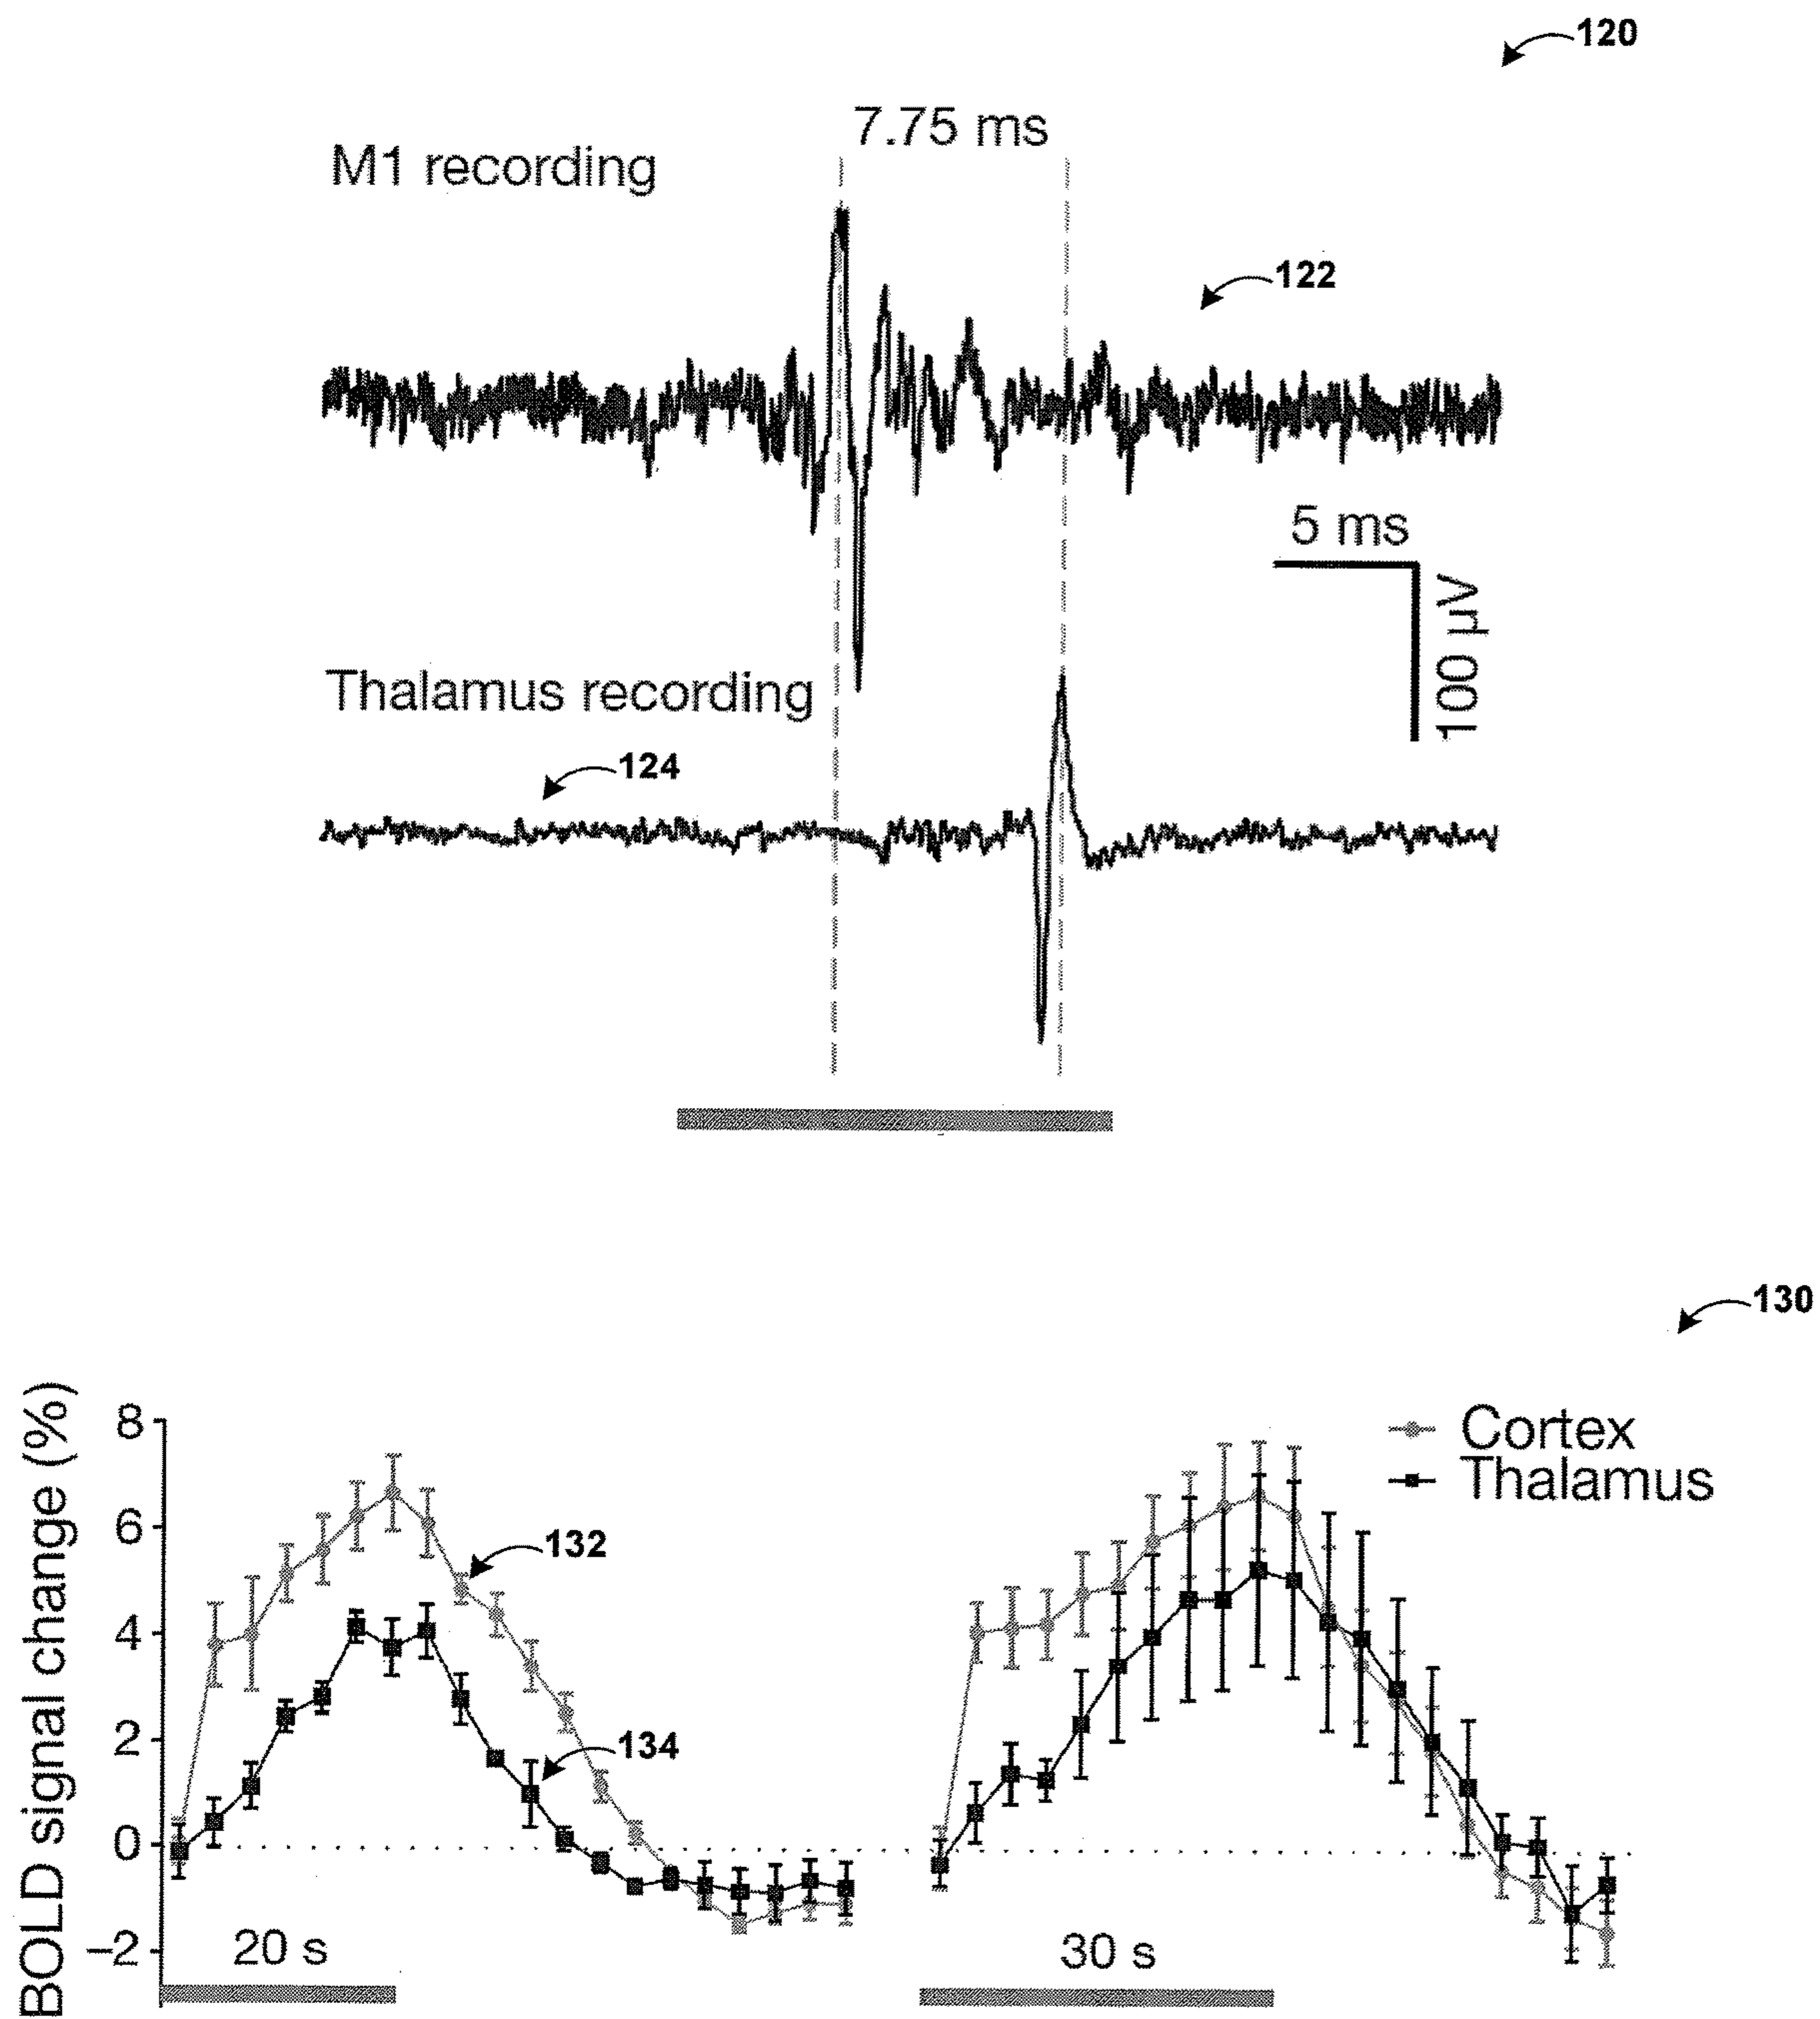 120
7.75 ms
M1 recording
122
5 ms
100 µV
Thalamus recording
124
130
BOLD signal change (%)
8
6
4
2
0
−2
Cortex
Thalamus
132
134
20 s
30 s